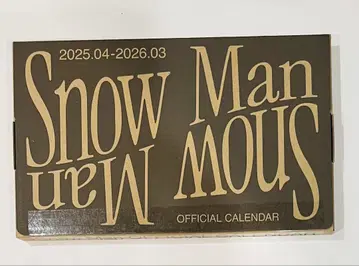 2025.04-2026.03
Snow Man
Man Snow
OFFICIAL CALENDAR